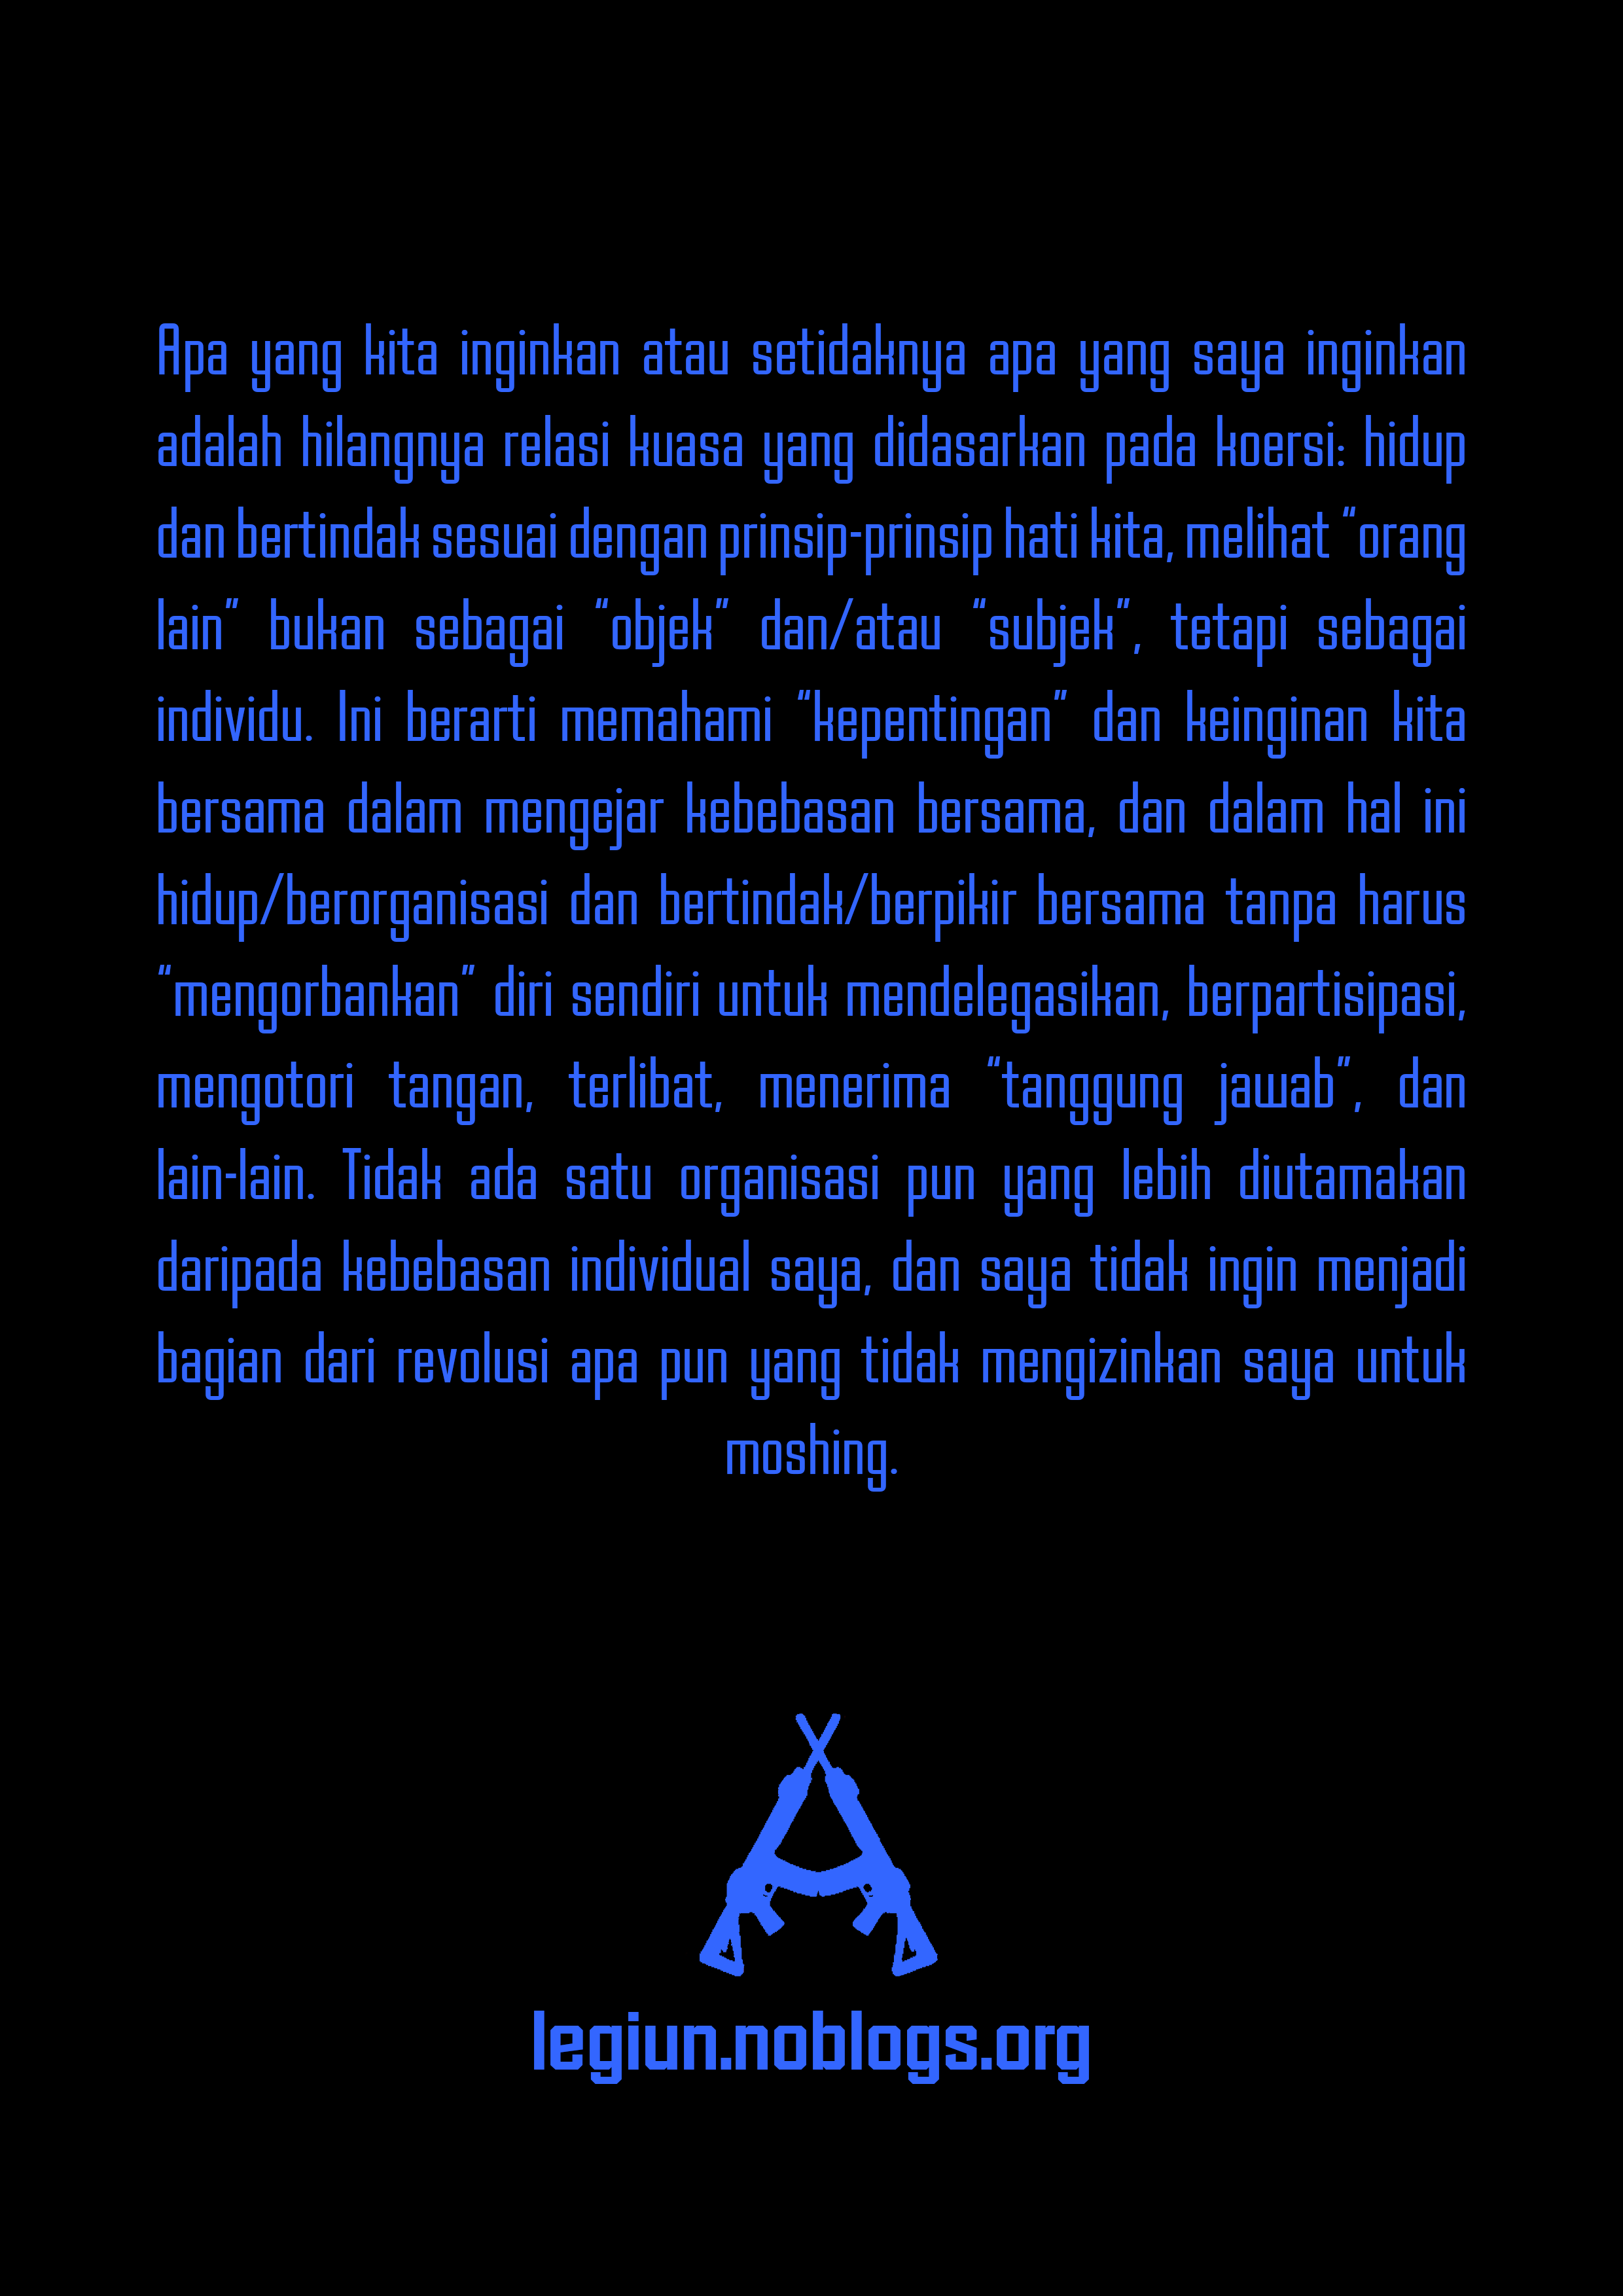 Apa yang kita inginkan atau setidaknya apa yang saya inginkan
adalah hilangnya relasi kuasa yang didasarkan pada koersi: hidup
dan bertindak sesuai dengan prinsip-prinsip hati kita, melihat “orang
lain” bukan sebagai “objek” dan/atau “subjek”, tetapi sebagai
individu. Ini berarti memahami “kepentingan” dan keinginan kita
bersama dalam mengejar kebebasan bersama, dan dalam hal ini
hidup/berorganisasi dan bertindak/berpikir bersama tanpa harus
“mengorbankan” diri sendiri untuk mendelegasikan, berpartisipasi,
mengotori tangan, terlibat, menerima “tanggung jawab”, dan
lain-lain. Tidak ada satu organisasi pun yang lebih diutamakan
daripada kebebasan individual saya, dan saya tidak ingin menjadi
bagian dari revolusi apa pun yang tidak mengizinkan saya untuk
moshing.
legiun.noblogs.org